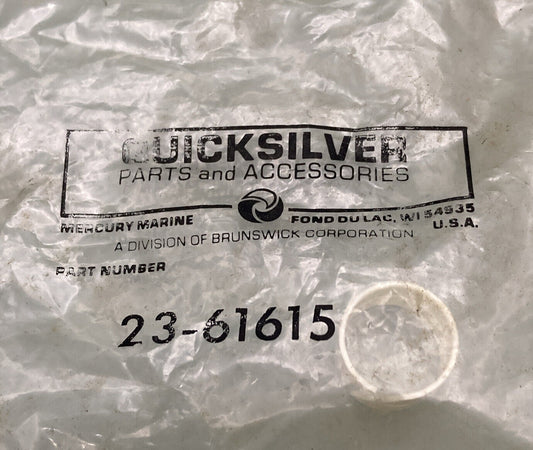 QUICKSILVER
PARTS and ACCESSORIES
MERCURY MARINE FOND DU LAC, WI 54935
A DIVISION OF BRUNSWICK CORPORATION U.S.A.
PART NUMBER
23-61615